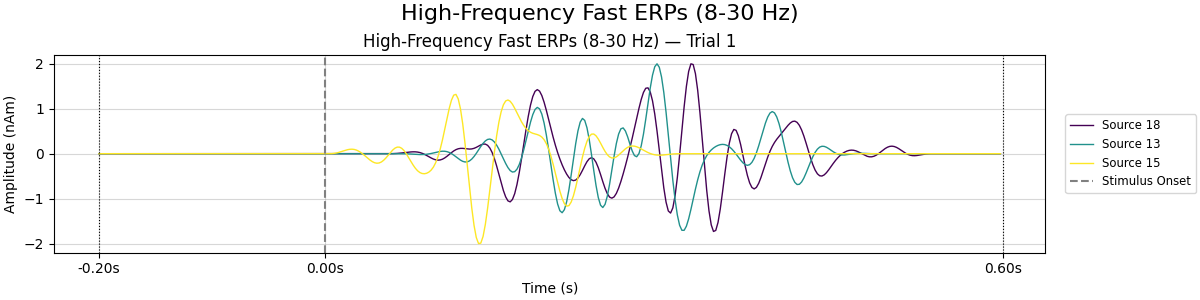 High-Frequency Fast ERPs (8-30 Hz)
High-Frequency Fast ERPs (8-30 Hz) — Trial 1
Amplitude (nAm)
2
1
0
−1
−2
-0.20s
0.00s
0.60s
Time (s)
Source 18
Source 13
Source 15
Stimulus Onset